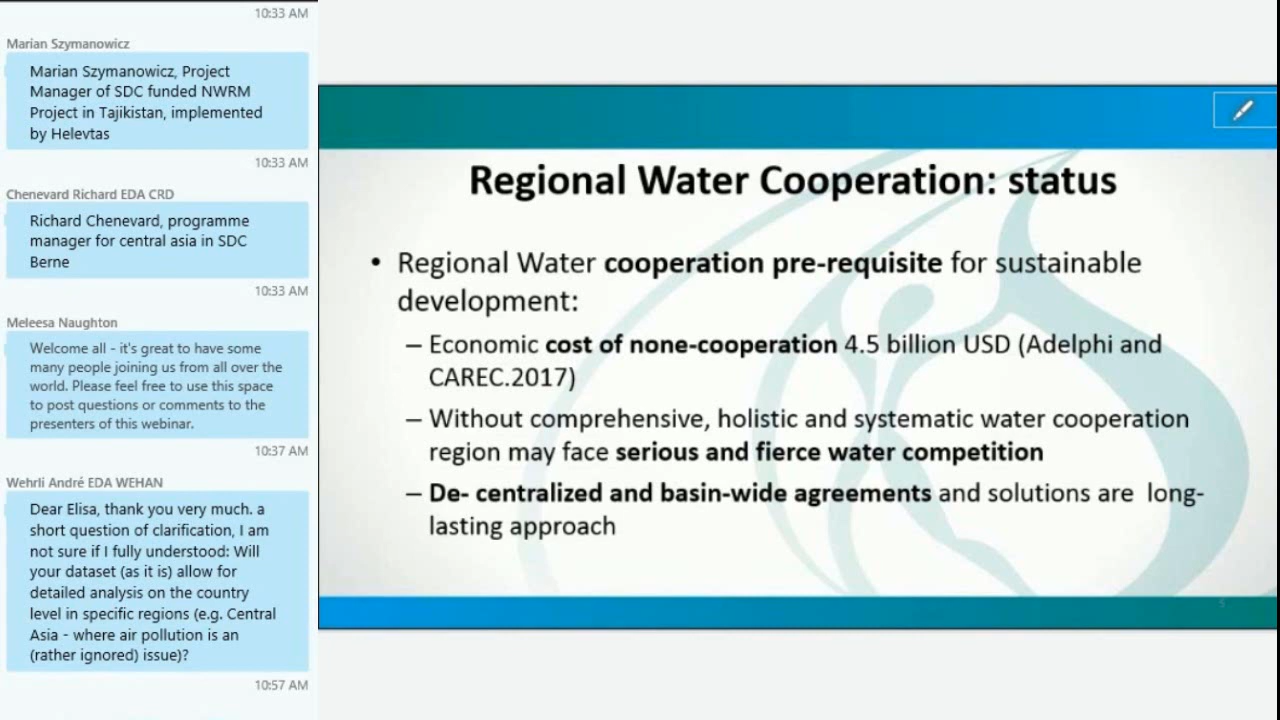 10:33 AM
Marian Szymanowicz
Marian Szymanowicz, Project
Manager of SDC funded NWRM
Project in Tajikistan, implemented
by Helevtas
10:33 AM
Chenevard Richard EDA CRD
Richard Chenevard, programme
manager for central asia in SDC
Berne
10:33 AM
Meleesa Naughton
Welcome all - it's great to have some
many people joining us from all over the
world. Please feel free to use this space
to post questions or comments to the
presenters of this webinar.
10:37 AM
Wehrli André EDA WEHAN
Dear Elisa, thank you very much. a
short question of clarification, I am
not sure if I fully understood: Will
your dataset (as it is) allow for
detailed analysis on the country
level in specific regions (e.g. Central
Asia - where air pollution is an
(rather ignored) issue)?
10:57 AM
Regional Water Cooperation: status
• Regional Water cooperation pre-requisite for sustainable
development:
– Economic cost of none-cooperation 4.5 billion USD (Adelphi and
CAREC.2017)
– Without comprehensive, holistic and systematic water cooperation
region may face serious and fierce water competition
– De- centralized and basin-wide agreements and solutions are long-
lasting approach
5